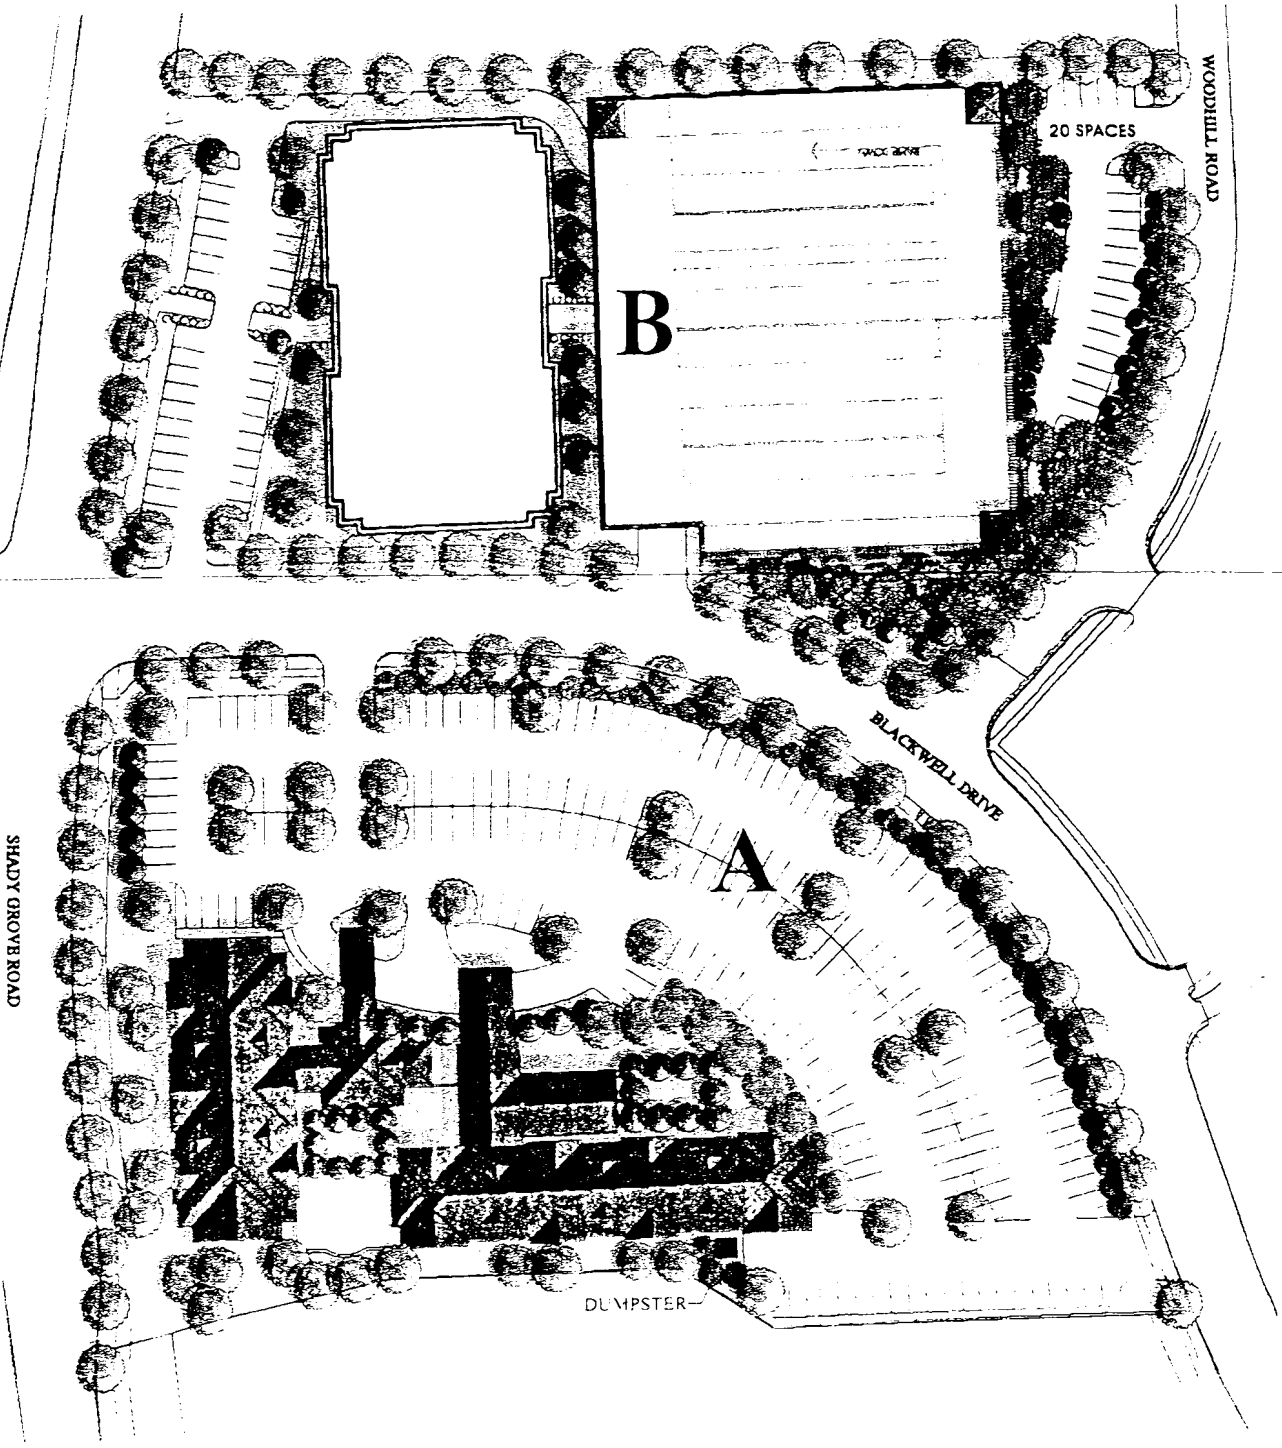 WOODHILL ROAD
20 SPACES
B
BLACKWELL DRIVE
A
SHADY GROVE ROAD
DUMPSTER